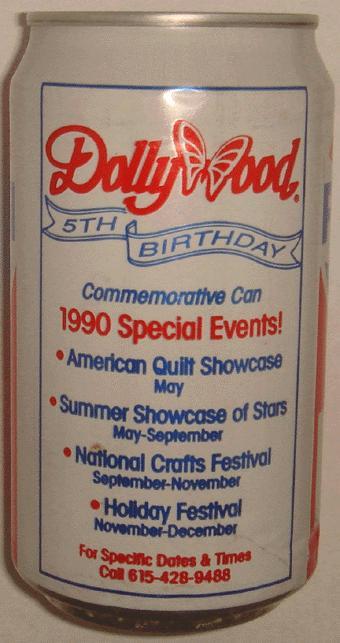 Dollywood
5TH BIRTHDAY
Commemorative Can
1990 Special Events!
•American Quilt Showcase
May
•Summer Showcase of Stars
May-September
•National Crafts Festival
September-November
•Holiday Festival
November-December
For Specific Dates & Times
Call 615-428-9488